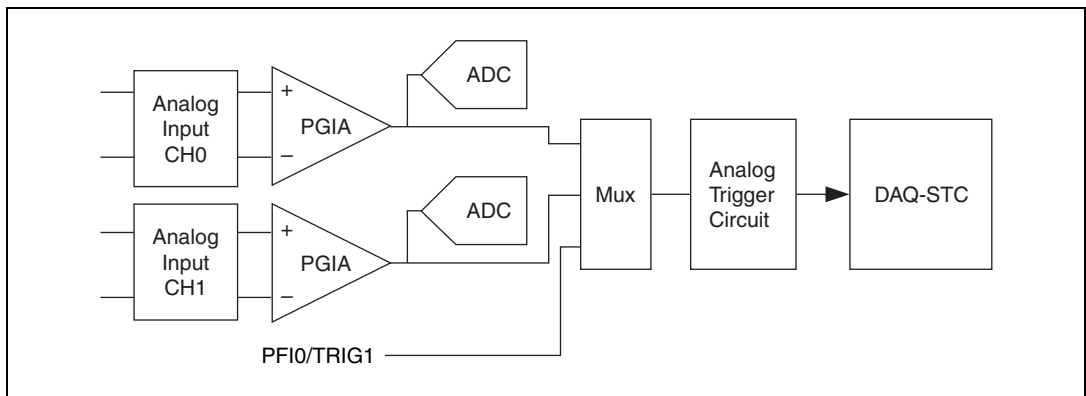 ADC
Analog
Input
CH0
+
−
PGIA
Mux
Analog
Trigger
Circuit
DAQ-STC
ADC
Analog
Input
CH1
+
−
PGIA
PFI0/TRIG1